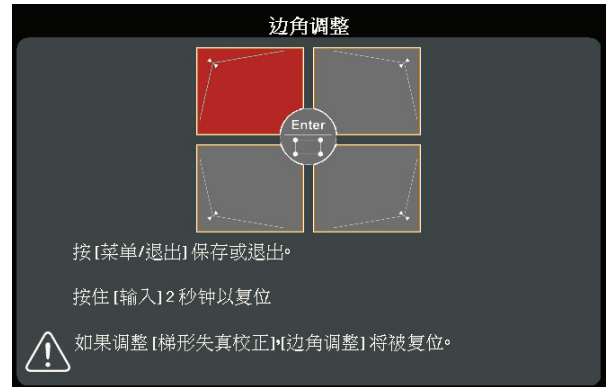 边角调整
Enter
按 [菜单/退出] 保存或退出。
按住 [输入] 2 秒钟以复位
如果调整 [梯形失真校正],[边角调整] 将被复位。